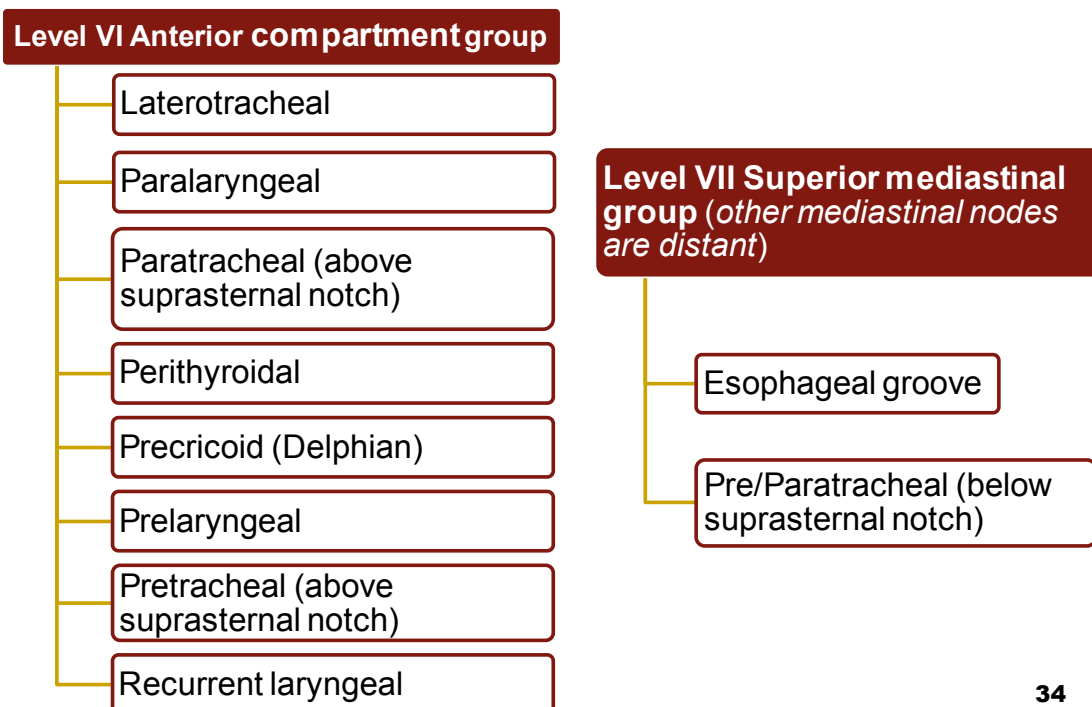 Level VI Anterior compartment group
Laterotracheal
Paralaryngeal
Paratracheal (above
suprasternal notch)
Perithyroidal
Precricoid (Delphian)
Prelaryngeal
Pretracheal (above
suprasternal notch)
Recurrent laryngeal
Level VII Superior mediastinal
group (other mediastinal nodes
are distant)
Esophageal groove
Pre/Paratracheal (below
suprasternal notch)
34